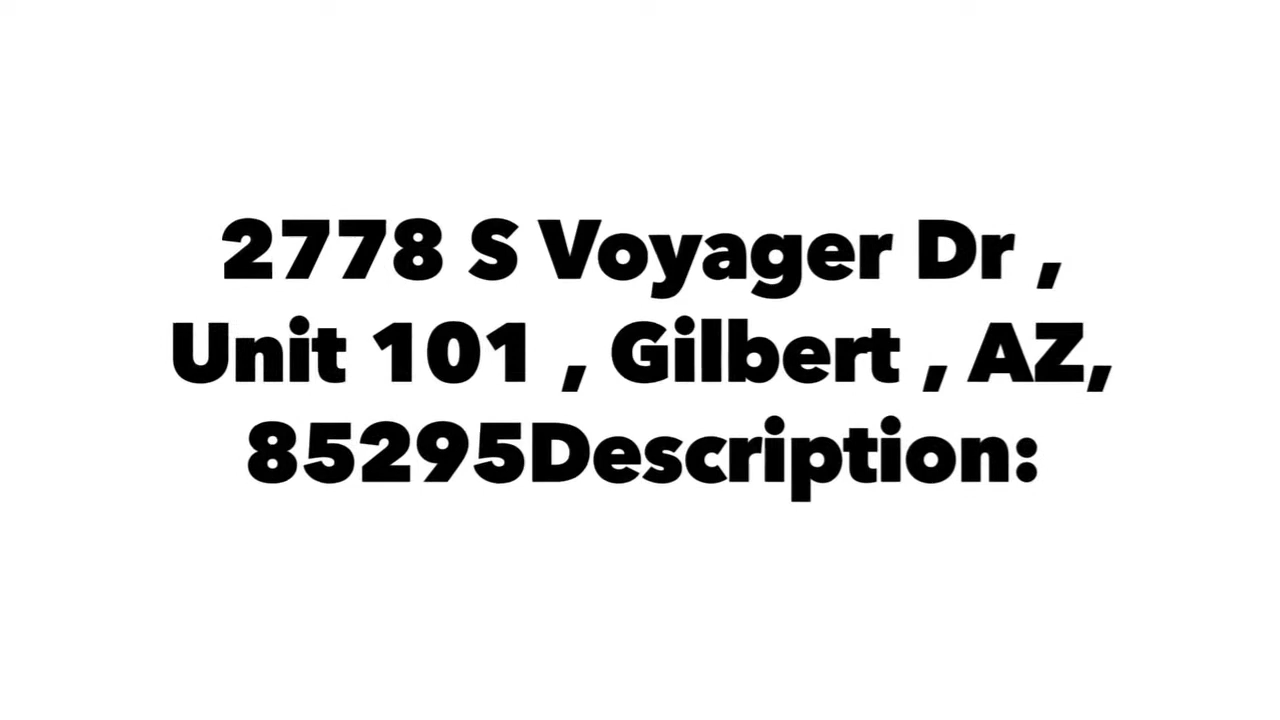 2778 S Voyager Dr ,
Unit 101 , Gilbert , AZ,
85295Description: